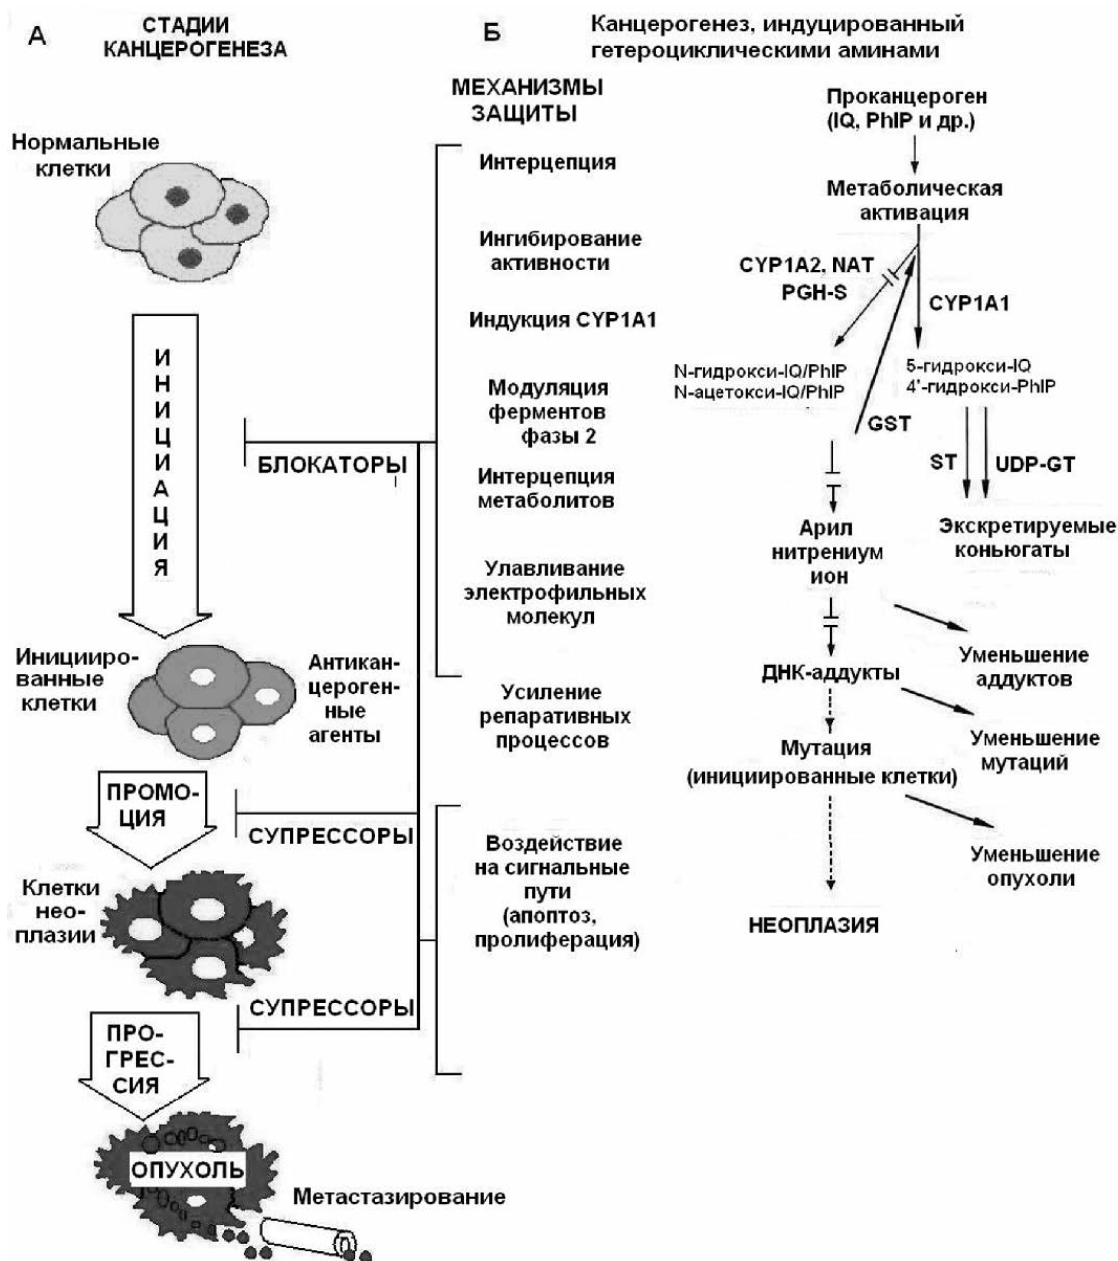 А
СТАДИИ
КАНЦЕРОГЕНЕЗА
Нормальные
клетки
ИНИЦИАЦИЯ
БЛОКАТОРЫ
Иницииро-
ванные
клетки
Антикан-
церoген-
ные
агенты
ПРОМО-
ЦИЯ
СУПРЕССОРЫ
Клетки
нео-
плазии
СУПРЕССОРЫ
ПРО-
ГРЕС-
СИЯ
ОПУХОЛЬ
Метастазирование
Б
Канцерогенез, индуцированный
гетероциклическими аминами
МЕХАНИЗМЫ
ЗАЩИТЫ
Интерцепция
Ингибирование
активности
Индукция CYP1A1
Модуляция
ферментов
фазы 2
Интерцепция
метаболитов
Улавливание
электрофильных
молекул
Усиление
репаративных
процессов
Воздействие
на сигнальные
пути
(апоптоз,
пролиферация)
Проканцероген
(IQ, PhIP и др.)
Метаболическая
активация
CYP1A2, NAT
PGH-S
CYP1A1
N-гидрокси-IQ/PhIP
N-ацетокси-IQ/PhIP
5-гидрокси-IQ
4'-гидрокси-PhIP
GST
ST
UDP-GT
Арил
нитрениум
ион
Экскретируемые
коньюгаты
Уменьшение
аддуктов
ДНК-аддукты
Уменьшение
мутаций
Мутация
(инициированные клетки)
Уменьшение
опухоли
НЕОПЛАЗИЯ